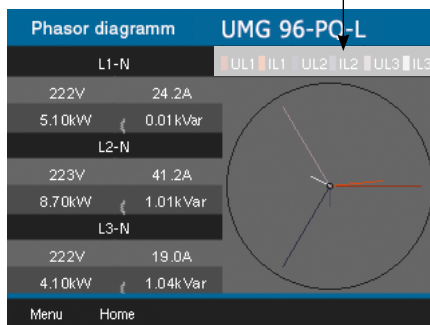 Phasor diagramm UMG 96-PQ-L
L1-N
UL1 IL1 UL2 IL2 UL3 IL3
222V 24.2A
5.10kW 0.01kVar
L2-N
223V 41.2A
8.70kW 1.01kVar
L3-N
222V 19.0A
4.10kW 1.04kVar
Menu Home